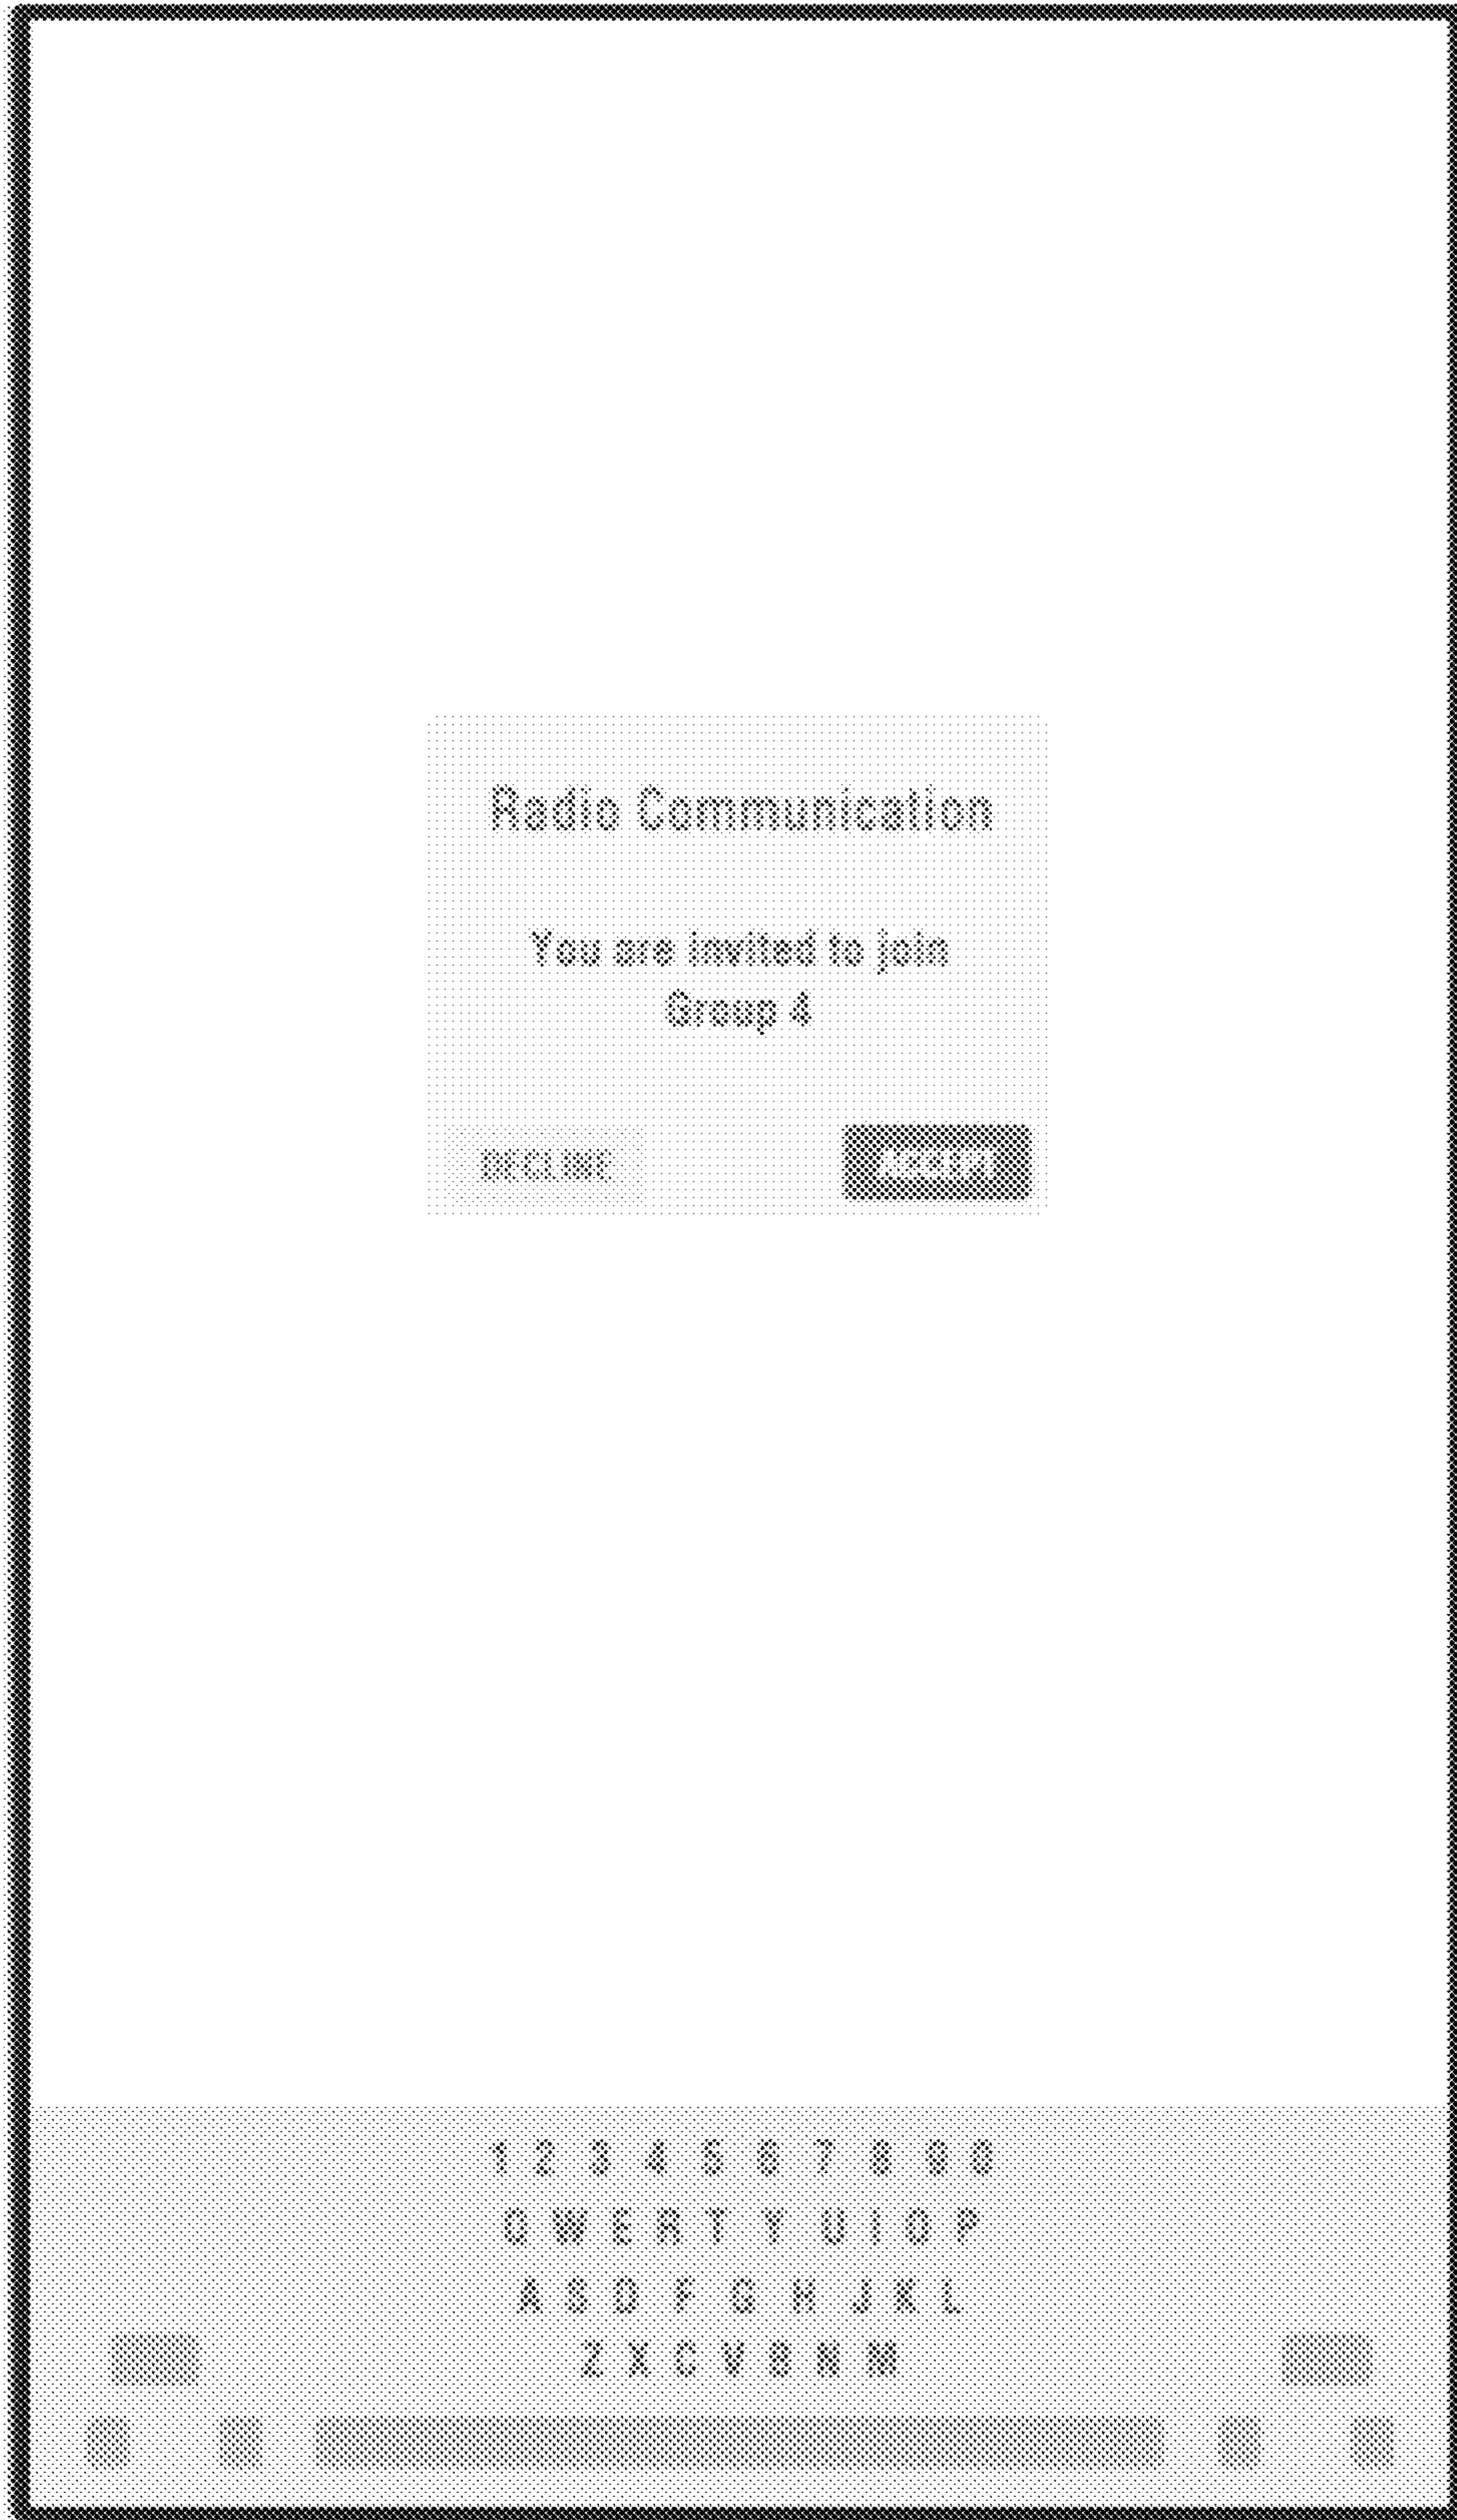 Radio Communication
You are invited to join
Group 4
DECLINE
1 2 3 4 5 6 7 8 9 0
Q W E R T Y U I O P
A S D F G H J K L
Z X C V B N M